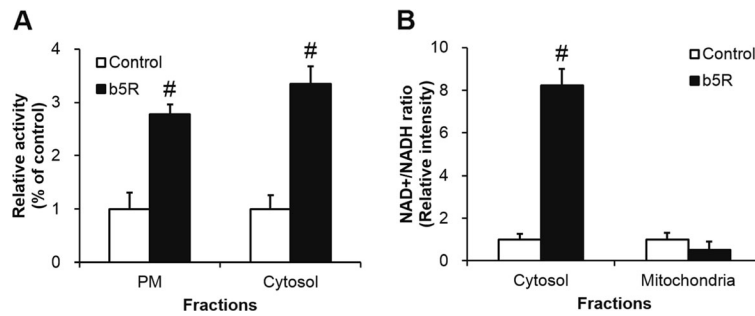 A
Relative activity
(% of control)
4
3
2
1
0
Control
b5R
#
#
PM
Cytosol
Fractions
B
NAD+/NADH ratio
(Relative intensity)
10
8
6
4
2
0
#
Control
b5R
Cytosol
Mitochondria
Fractions